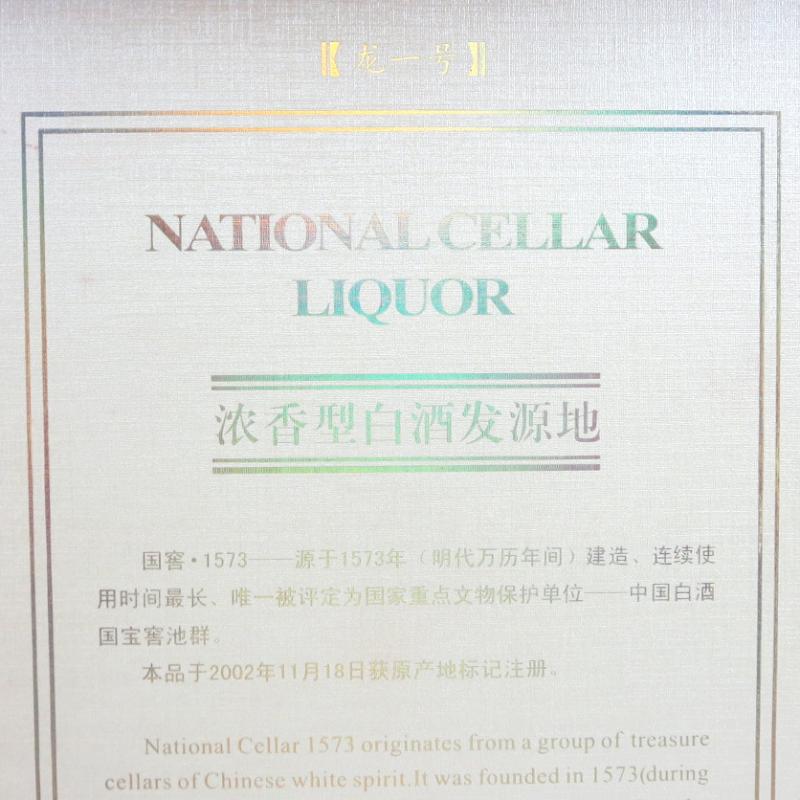 【龙一号】
NATIONAL CELLAR
LIQUOR
浓香型白酒发源地
国窖·1573——源于1573年（明代万历年间）建造、连续使
用时间最长、唯一被评定为国家重点文物保护单位——中国白酒
国宝窖池群。
本品于2002年11月18日获原产地标记注册。
National Cellar 1573 originates from a group of treasure
cellars of Chinese white spirit.It was founded in 1573(during